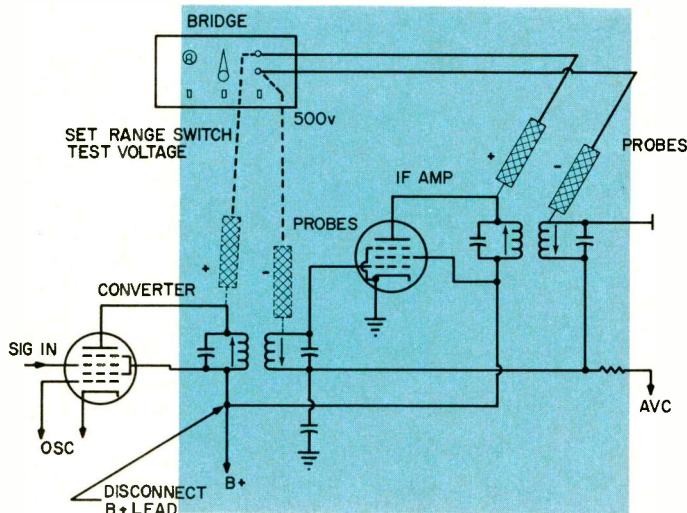 BRIDGE
500v
SET RANGE SWITCH
TEST VOLTAGE
+
-
PROBES
IF AMP
PROBES
+
-
CONVERTER
SIG IN
OSC
AVC
B+
DISCONNECT
B+ LEAD